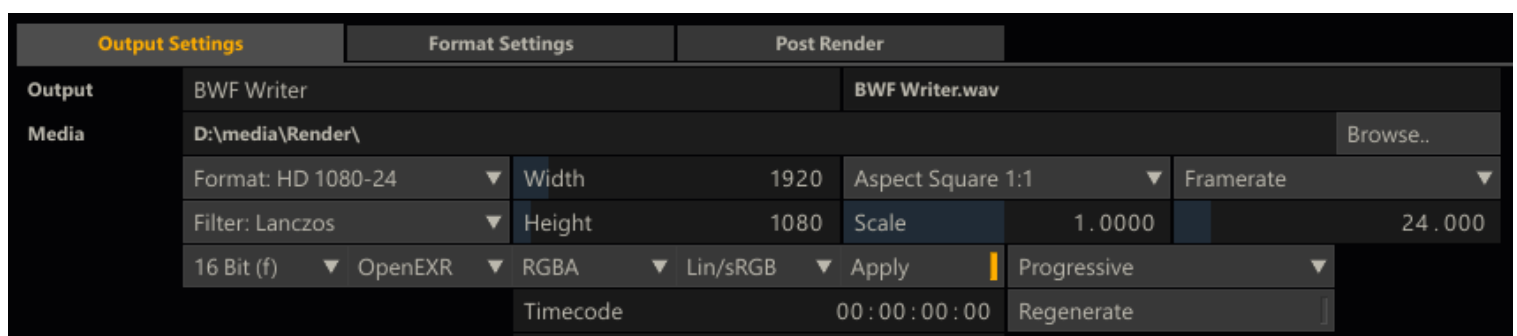 Output Settings Format Settings Post Render
Output BWF Writer BWF Writer.wav
Media D:\media\Render\ Browse..
Format: HD 1080-24 Width 1920 Aspect Square 1:1 Framerate
Filter: Lanczos Height 1080 Scale 1.0000 24.000
16 Bit (f) OpenEXR RGBA Lin/sRGB Apply Progressive
Timecode 00:00:00:00 Regenerate